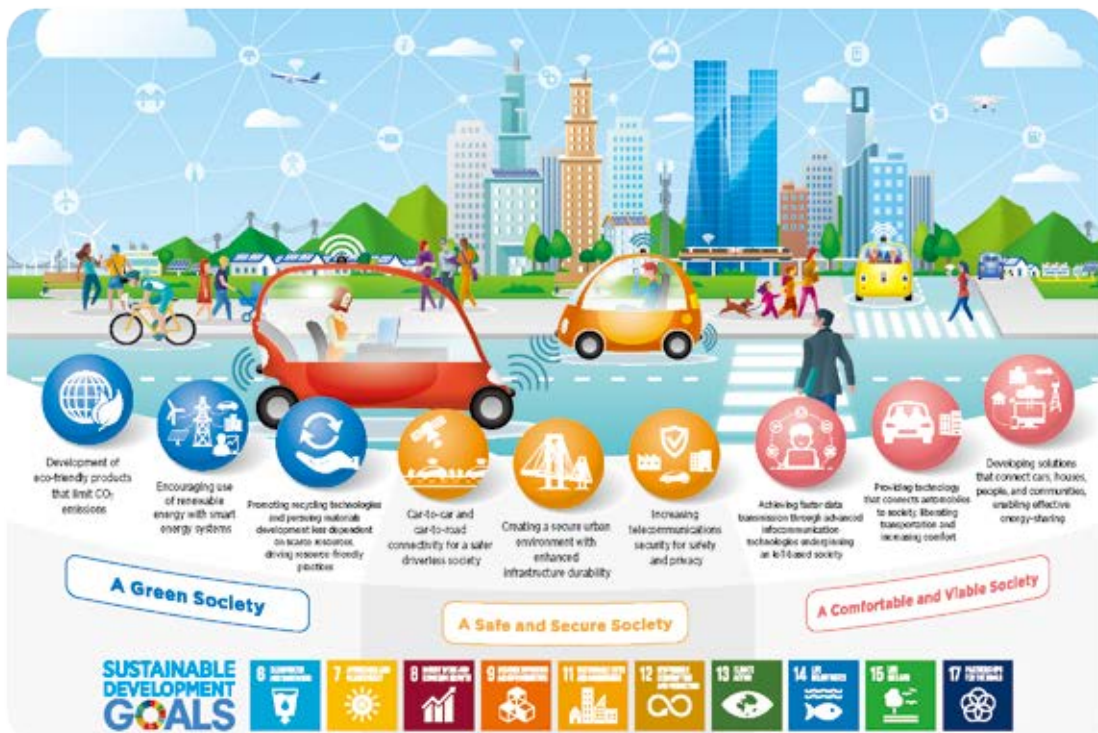 Development of
eco-friendly products
that limit CO₂
emissions
Encouraging use
of renewable
energy with smart
energy systems
Promoting recycling technologies
and pursuing materials
development less dependent
on scarce resources,
driving resource-friendly
practices
Car-to-car and
car-to-road
connectivity for a safer
driverless society
Creating a secure urban
environment with
enhanced
infrastructure durability
Increasing
telecommunications
security for safety
and privacy
Achieving faster data
transmission through advanced
infocommunication
technologies underpinning
an IoT-based society
Providing technology
that connects automobiles
to society, liberating
transportation and
increasing comfort
Developing solutions
that connect cars, houses,
people, and communities,
enabling effective
energy-sharing
A Green Society
A Safe and Secure Society
A Comfortable and Viable Society
SUSTAINABLE
DEVELOPMENT
GOALS
6
7
8
9
11
12
13 CLIMATE
ACTION
14
15
17